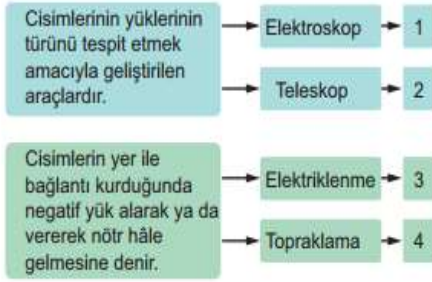 Cisimlerinin yüklerinin
türünü tespit etmek
amacıyla geliştirilen
araçlardır.
Elektroskop
1
Teleskop
2
Cisimlerin yer ile
bağlantı kurduğunda
negatif yük alarak ya da
vererek nötr hâle
gelmesine denir.
Elektriklenme
3
Topraklama
4